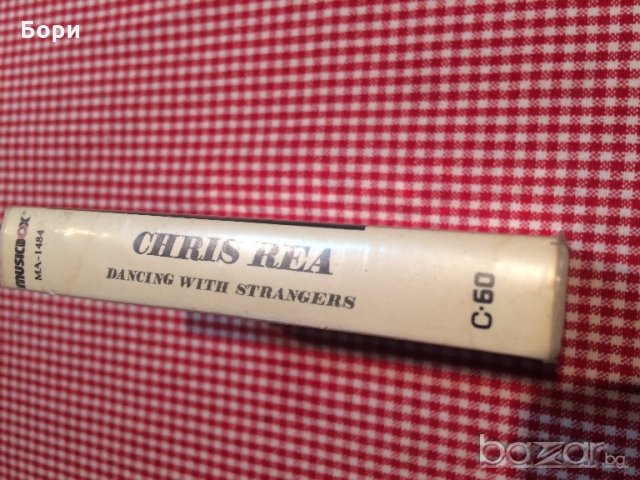 Бори
MUSICBOX
MA-1484
CHRIS REA
DANCING WITH STRANGERS
C·60
bazar.bg